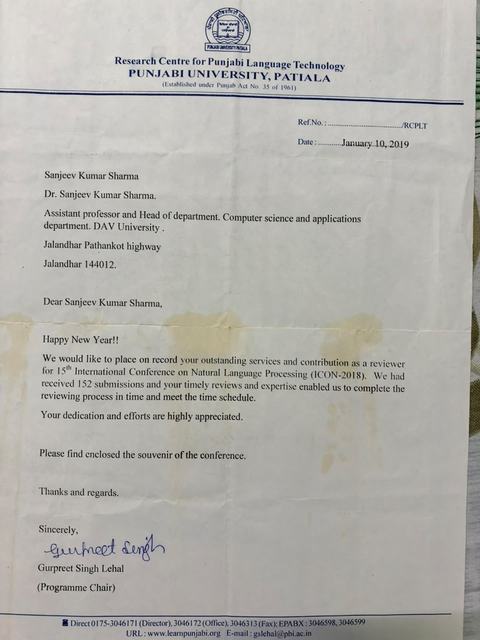 PUNJABI UNIVERSITY PATIALA
Research Centre for Punjabi Language Technology
PUNJABI UNIVERSITY, PATIALA
(Established under Punjab Act No. 35 of 1961)
Ref.No. :............................../RCPLT
Date :..........January 10, 2019
Sanjeev Kumar Sharma
Dr. Sanjeev Kumar Sharma.
Assistant professor and Head of department. Computer science and applications
department. DAV University .
Jalandhar Pathankot highway
Jalandhar 144012.
Dear Sanjeev Kumar Sharma,
Happy New Year!!
We would like to place on record your outstanding services and contribution as a reviewer
for 15th International Conference on Natural Language Processing (ICON-2018). We had
received 152 submissions and your timely reviews and expertise enabled us to complete the
reviewing process in time and meet the time schedule.
Your dedication and efforts are highly appreciated.
Please find enclosed the souvenir of the conference.
Thanks and regards.
Sincerely,
Gurpreet Singh
Gurpreet Singh Lehal
(Programme Chair)
Direct 0175-3046171 (Director), 3046172 (Office), 3046313 (Fax); EPABX : 3046598, 3046599
URL : www.learnpunjabi.org E-mail : gslehal@pbi.ac.in